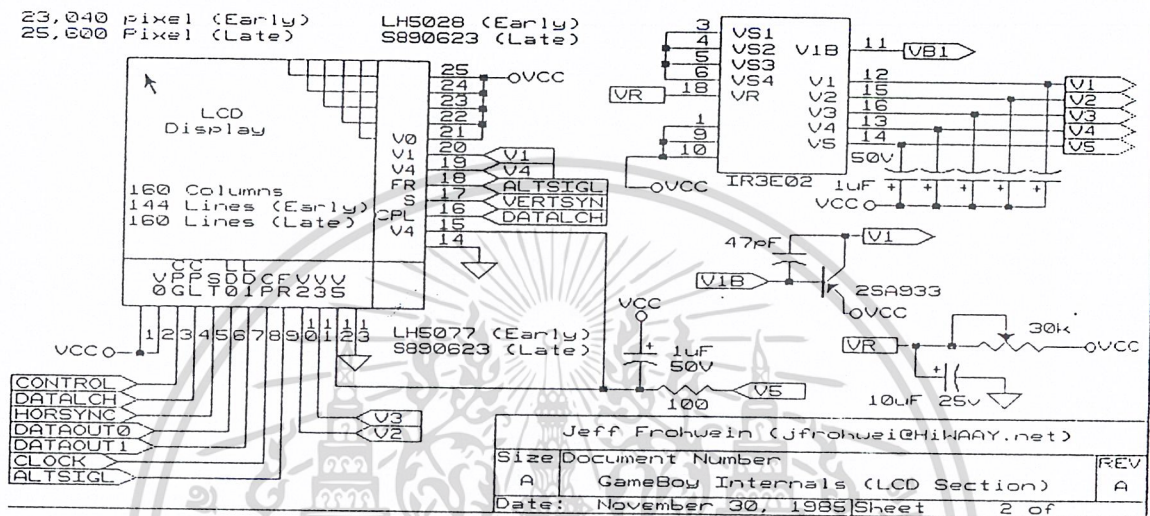 23,040 pixel (Early)
25,600 Pixel (Late)
LH5028 (Early)
S890623 (Late)
LCD
Display
160 Columns
144 Lines (Early)
160 Lines (Late)
25
24
23
22
21
20
19
18
17
16
15
14
VCC
V0
V1
V4
FR
S
CPL
V4
V1
V4
ALTSIGL
VERTSYN
DATALCH
CC LL
VPPSDDCFVVV
0GLT01PR235
1 2 3 4 5 6 7 8 9 10 11 12 13
LH5077 (Early)
S890623 (Late)
VCC
CONTROL
DATALCH
HORSYNC
DATAOUT0
DATAOUT1
CLOCK
ALTSIGL
V3
V2
3
4
5
6
18
1
9
10
VS1
VS2
VS3
VS4
VR
VR
V1B
V1
V2
V3
V4
V5
11
12
15
16
13
14
VB1
V1
V2
V3
V4
V5
IR3E02
VCC
50V
1uF
+ + + + +
VCC
47pF
V1
V1B
2SA933
VCC
VCC
+ 1uF
50V
100
V5
VR
30k
VCC
+
10uF 25v
Jeff Frohwein (jfrohwei@HiWAAY.net)
Size Document Number REV
A GameBoy Internals (LCD Section) A
Date: November 30, 1985 Sheet 2 of